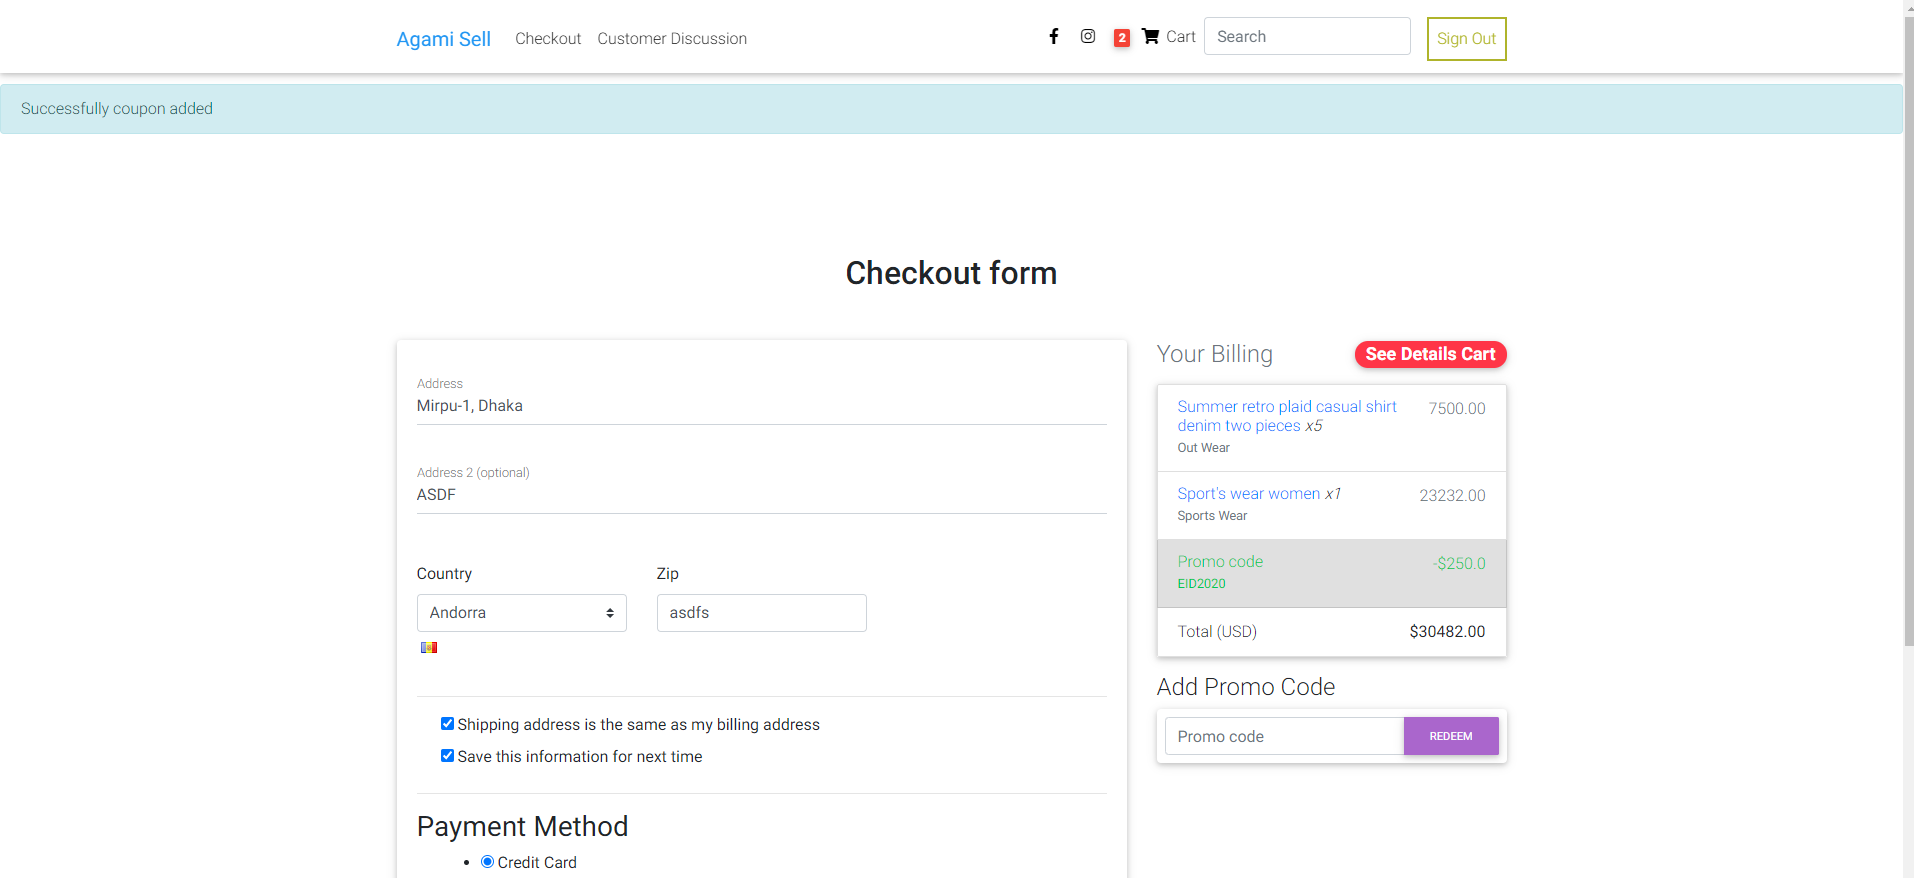 Agami Sell Checkout Customer Discussion 2 Cart Search Sign Out
Successfully coupon added
Checkout form
Address
Mirpu-1, Dhaka
Address 2 (optional)
ASDF
Country Zip
Andorra asdfs
Shipping address is the same as my billing address
Save this information for next time
Payment Method
Credit Card
Your Billing See Details Cart
Summer retro plaid casual shirt 7500.00
denim two pieces x5
Out Wear
Sport's wear women x1 23232.00
Sports Wear
Promo code -$250.0
EID2020
Total (USD) $30482.00
Add Promo Code
Promo code REDEEM